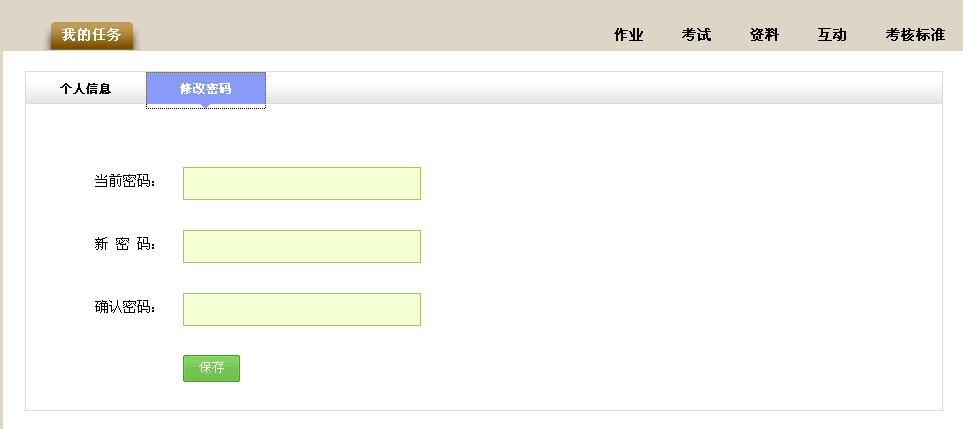 我的任务 作业 考试 资料 互动 考核标准
个人信息 修改密码
当前密码：
新 密 码：
确认密码：
保存